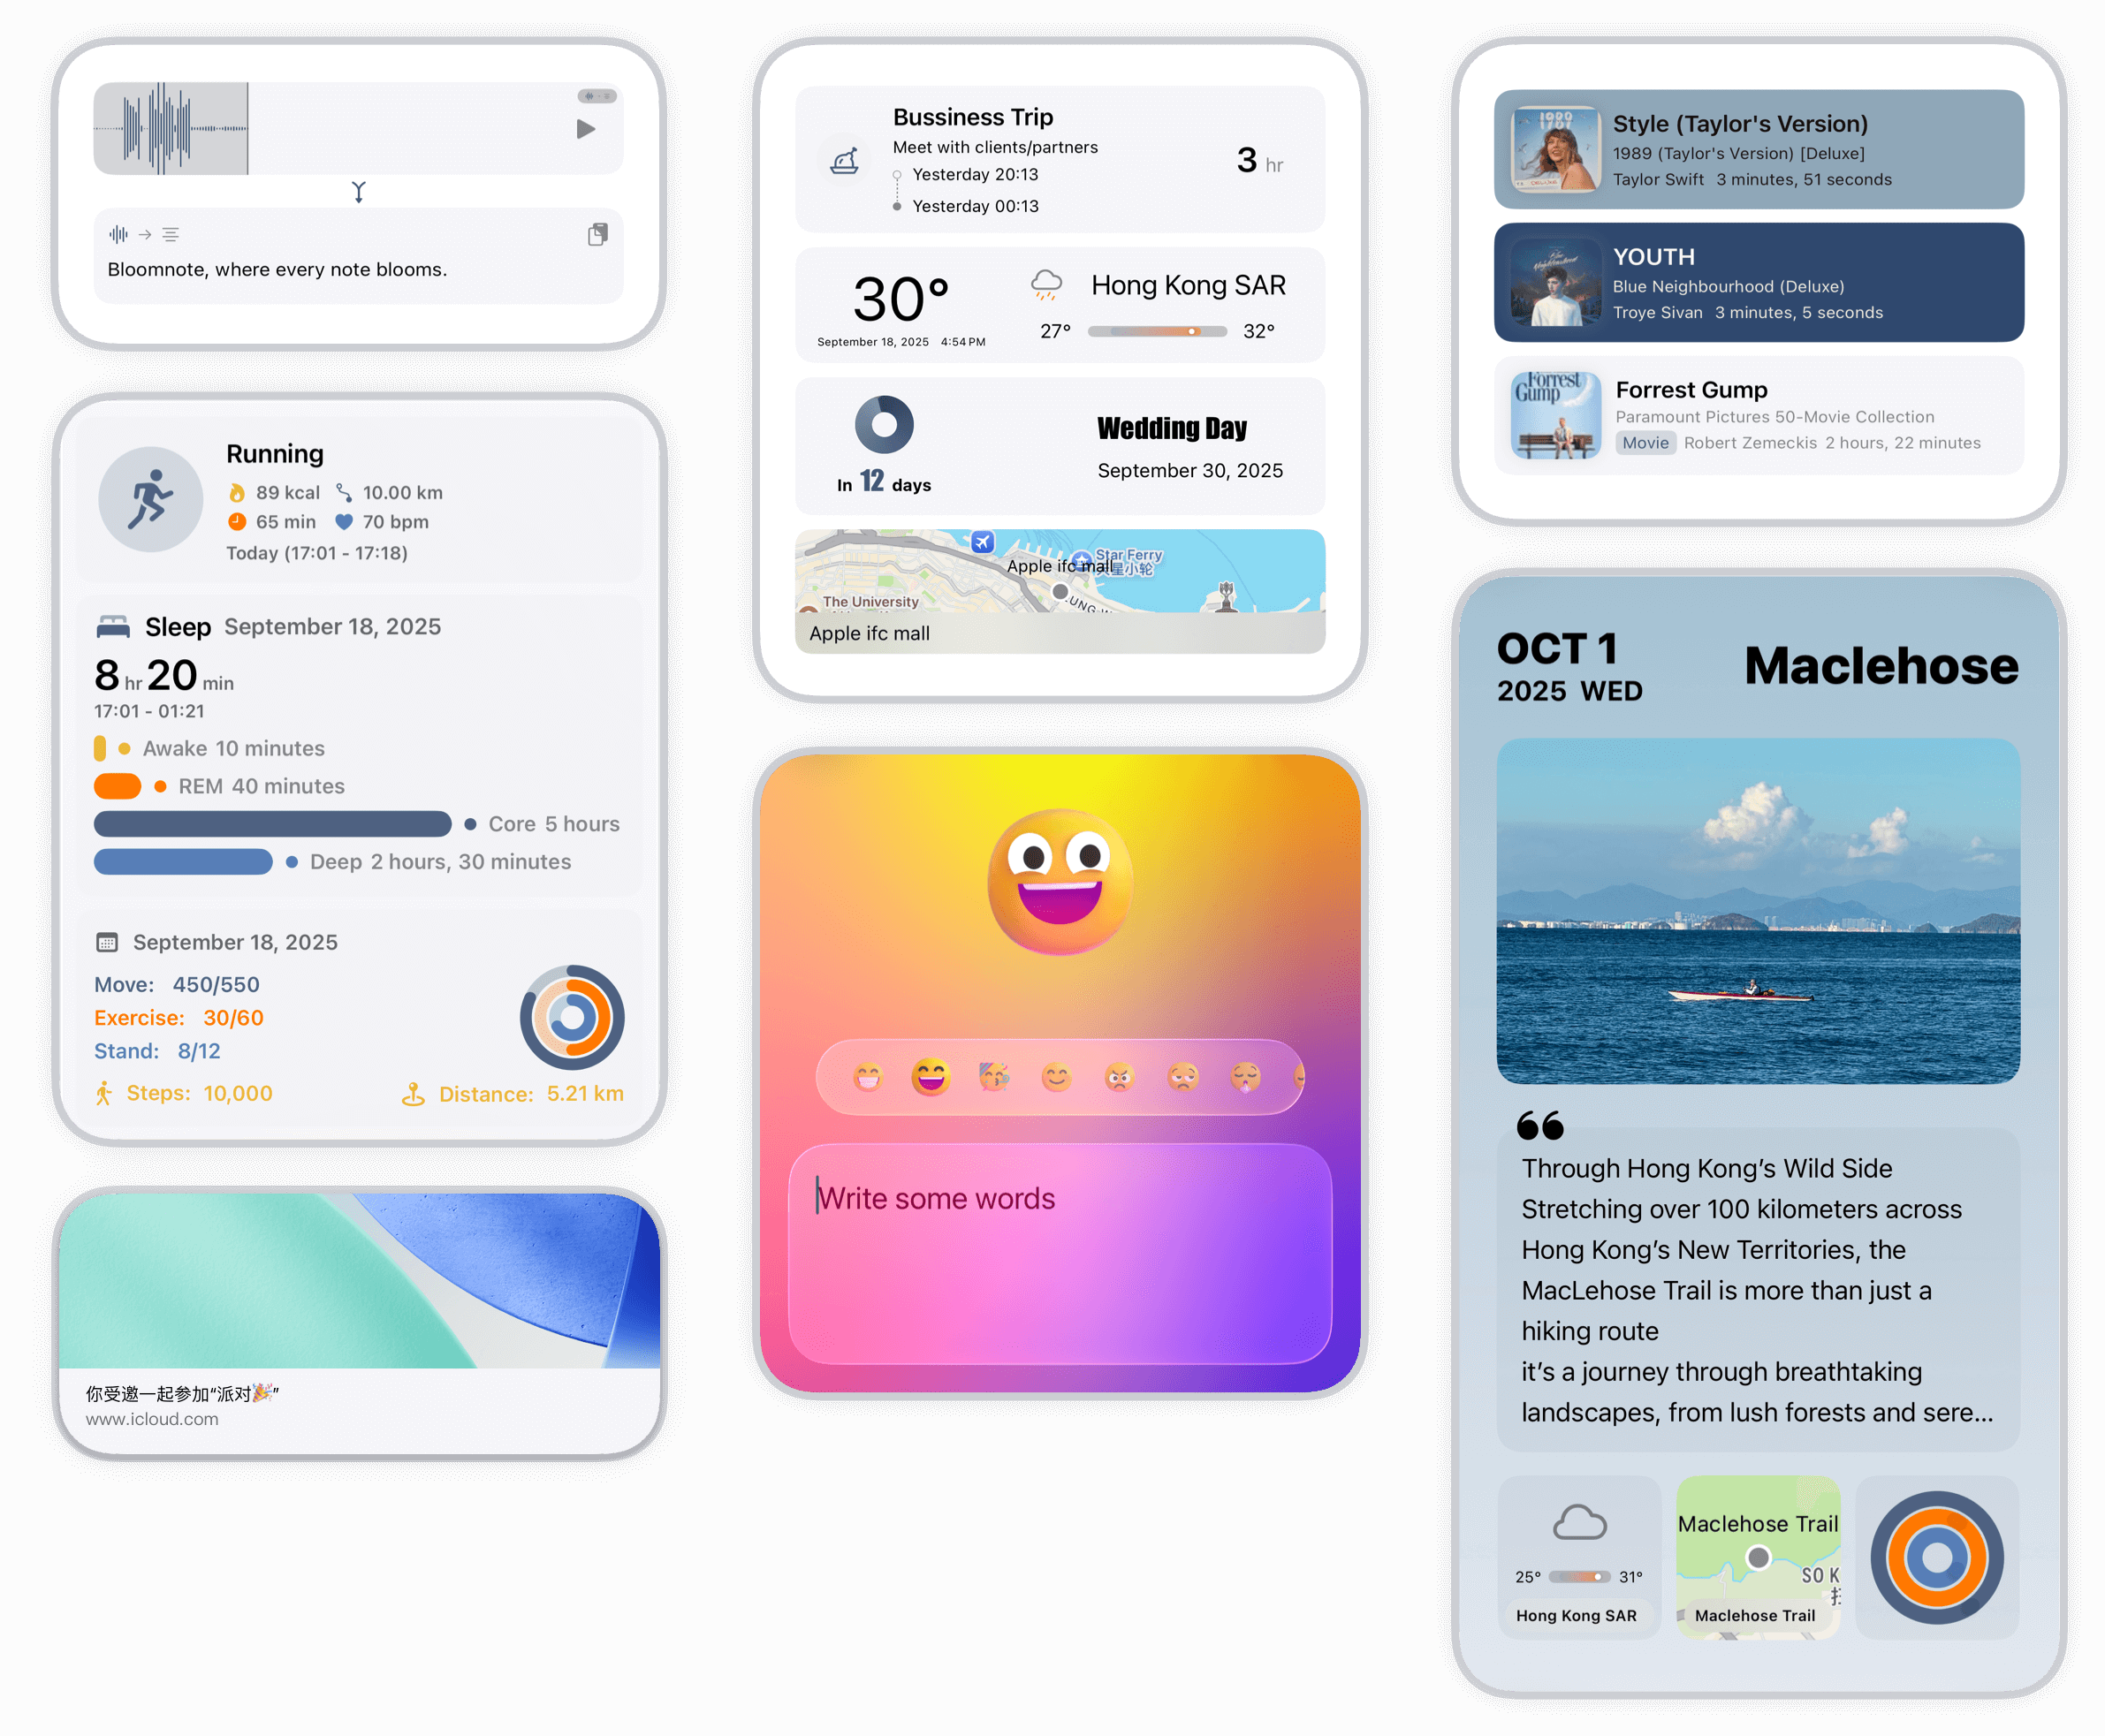 Bloomnote, where every note blooms.
Running
89 kcal 10.00 km
65 min 70 bpm
Today (17:01 - 17:18)
Sleep September 18, 2025
8 hr 20 min
17:01 - 01:21
Awake 10 minutes
REM 40 minutes
Core 5 hours
Deep 2 hours, 30 minutes
September 18, 2025
Move: 450/550
Exercise: 30/60
Stand: 8/12
Steps: 10,000 Distance: 5.21 km
你受邀一起参加“派对🎉”
www.icloud.com
Bussiness Trip
Meet with clients/partners
Yesterday 20:13
Yesterday 00:13
3 hr
30°
September 18, 2025 4:54 PM
Hong Kong SAR
27° 32°
In 12 days
Wedding Day
September 30, 2025
Star Ferry
星小轮
Apple ifc mall
The University
Apple ifc mall
Write some words
1989
Style (Taylor's Version)
1989 (Taylor's Version) [Deluxe]
Taylor Swift 3 minutes, 51 seconds
YOUTH
Blue Neighbourhood (Deluxe)
Troye Sivan 3 minutes, 5 seconds
Forrest
Gump
Forrest Gump
Paramount Pictures 50-Movie Collection
Movie Robert Zemeckis 2 hours, 22 minutes
OCT 1
2025 WED
Maclehose
Through Hong Kong’s Wild Side
Stretching over 100 kilometers across
Hong Kong’s New Territories, the
MacLehose Trail is more than just a
hiking route
it’s a journey through breathtaking
landscapes, from lush forests and sere...
25° 31°
Hong Kong SAR
Maclehose Trail
SO K
Maclehose Trail